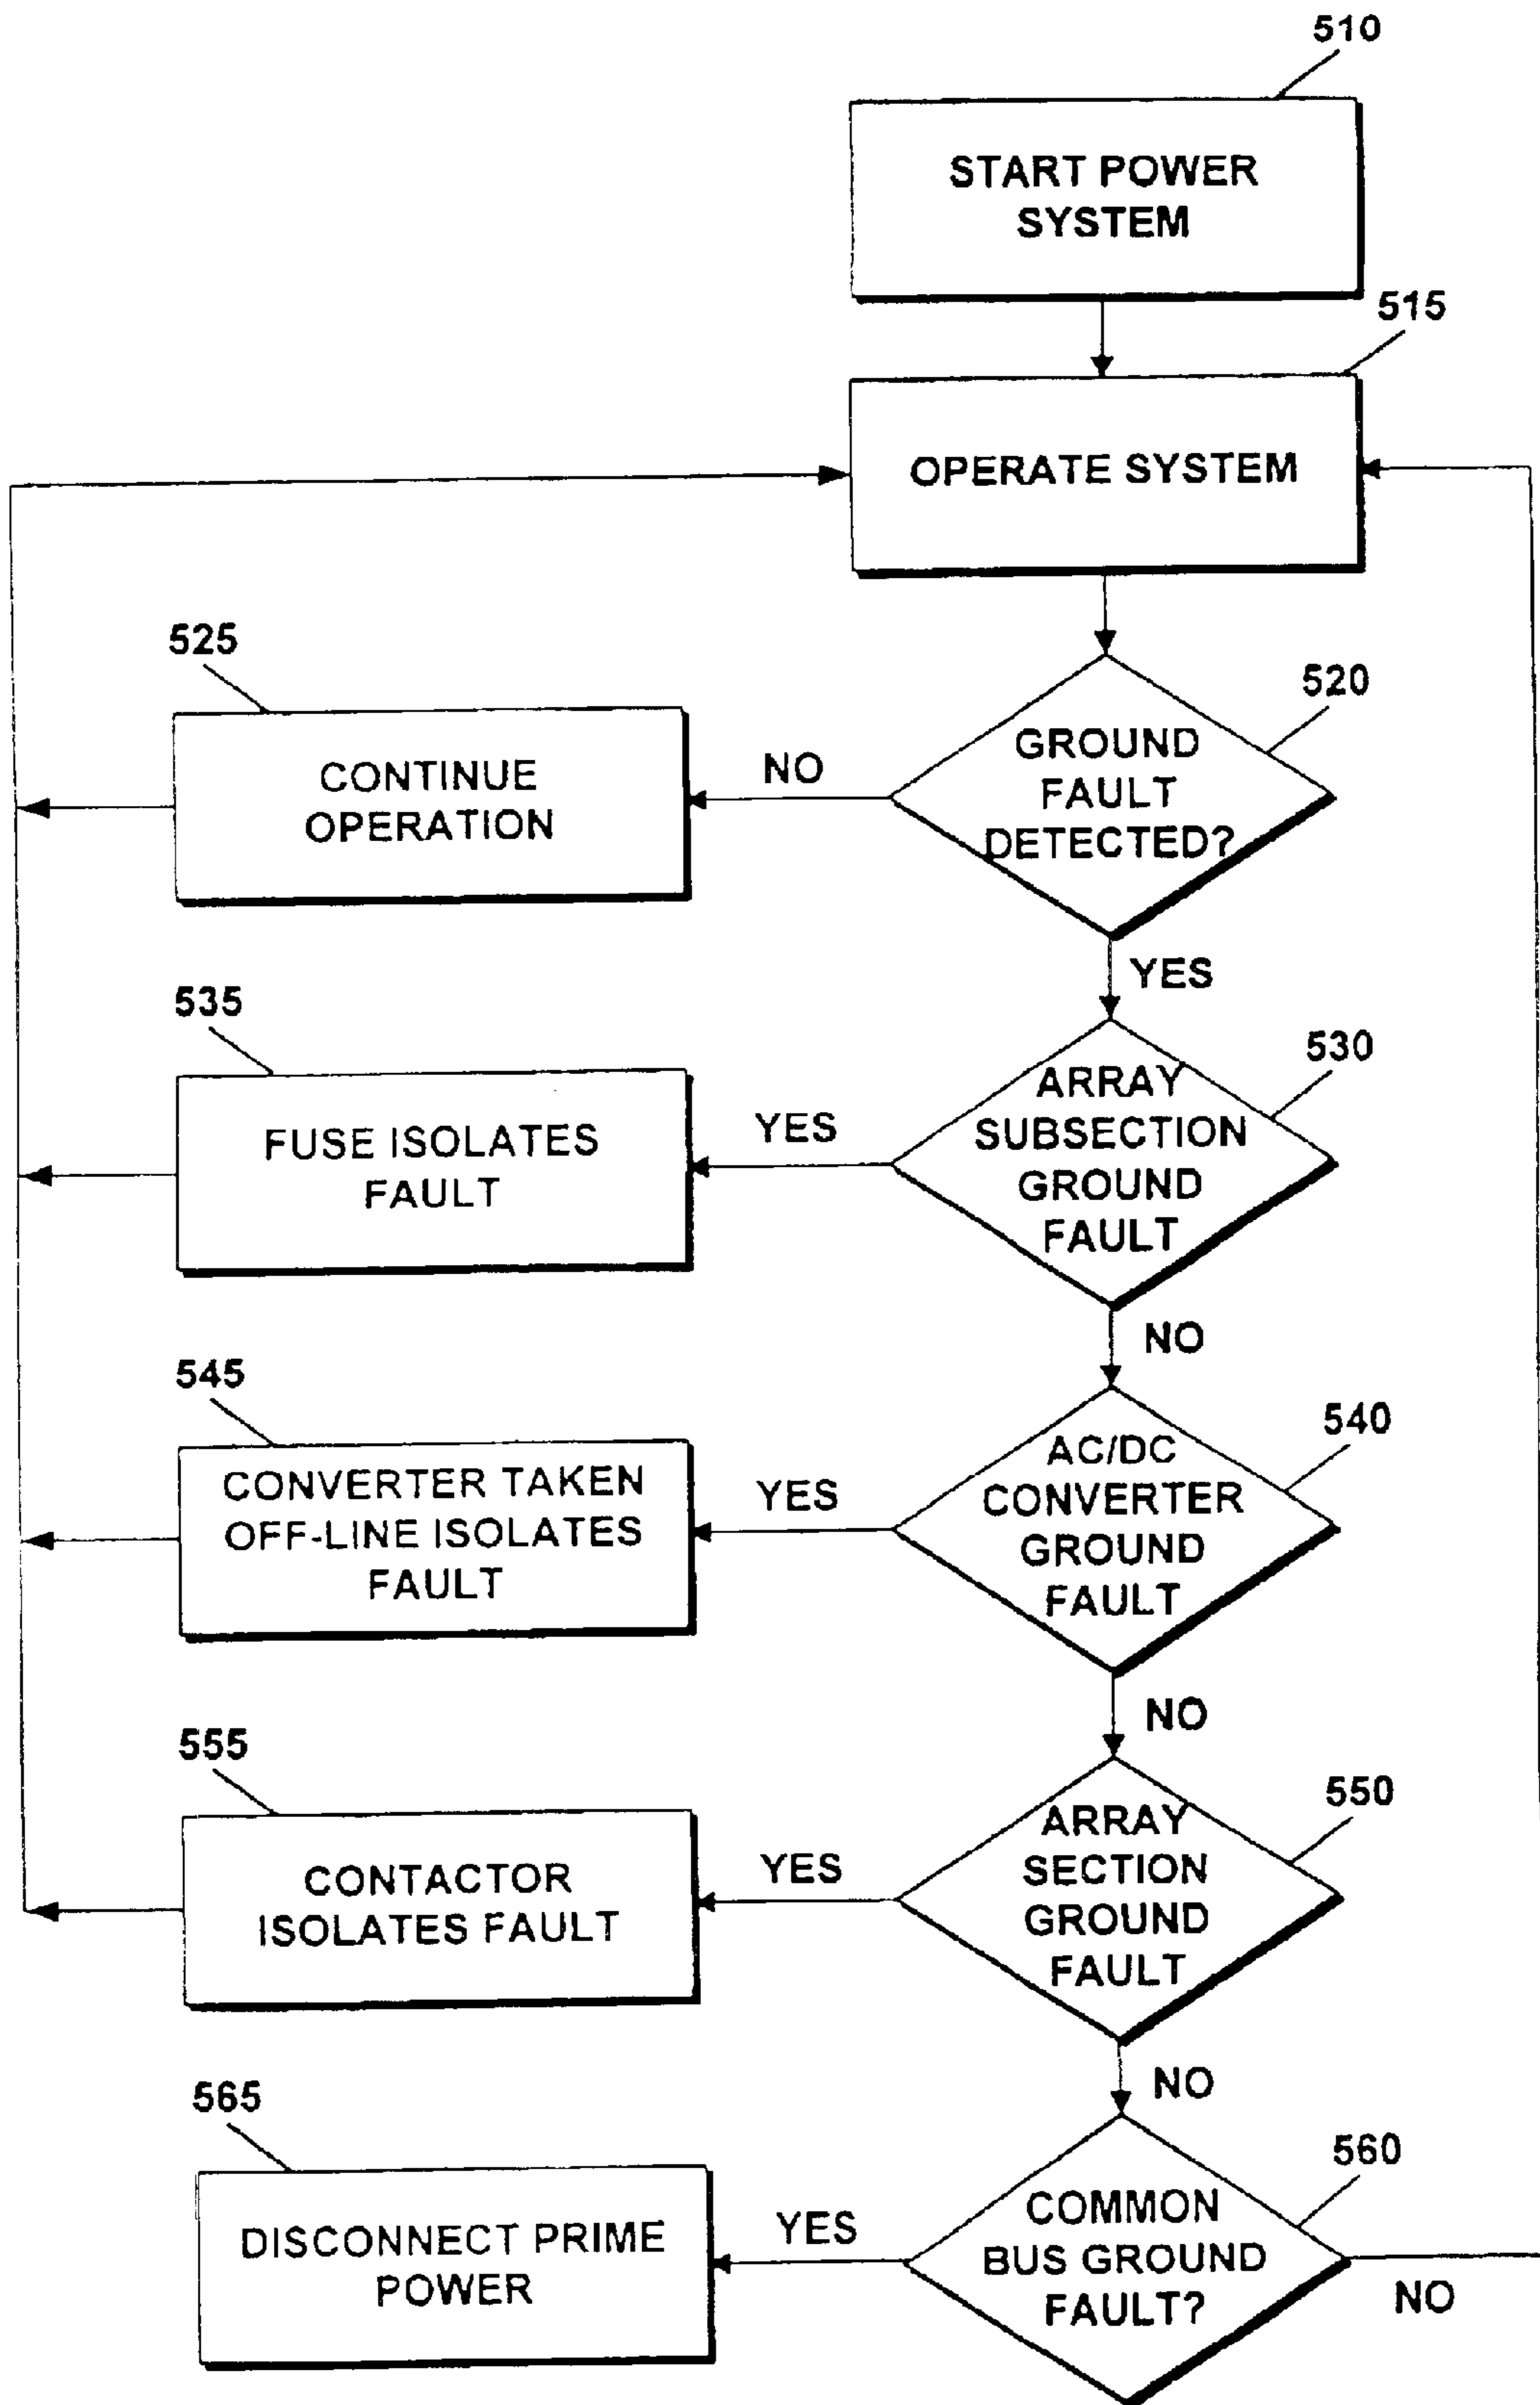 510
START POWER
SYSTEM
515
OPERATE SYSTEM
525
CONTINUE
OPERATION
NO
520
GROUND
FAULT
DETECTED?
YES
535
FUSE ISOLATES
FAULT
YES
530
ARRAY
SUBSECTION
GROUND
FAULT
NO
545
CONVERTER TAKEN
OFF-LINE ISOLATES
FAULT
YES
540
AC/DC
CONVERTER
GROUND
FAULT
NO
555
CONTACTOR
ISOLATES FAULT
YES
550
ARRAY
SECTION
GROUND
FAULT
NO
565
DISCONNECT PRIME
POWER
YES
560
COMMON
BUS GROUND
FAULT?
NO